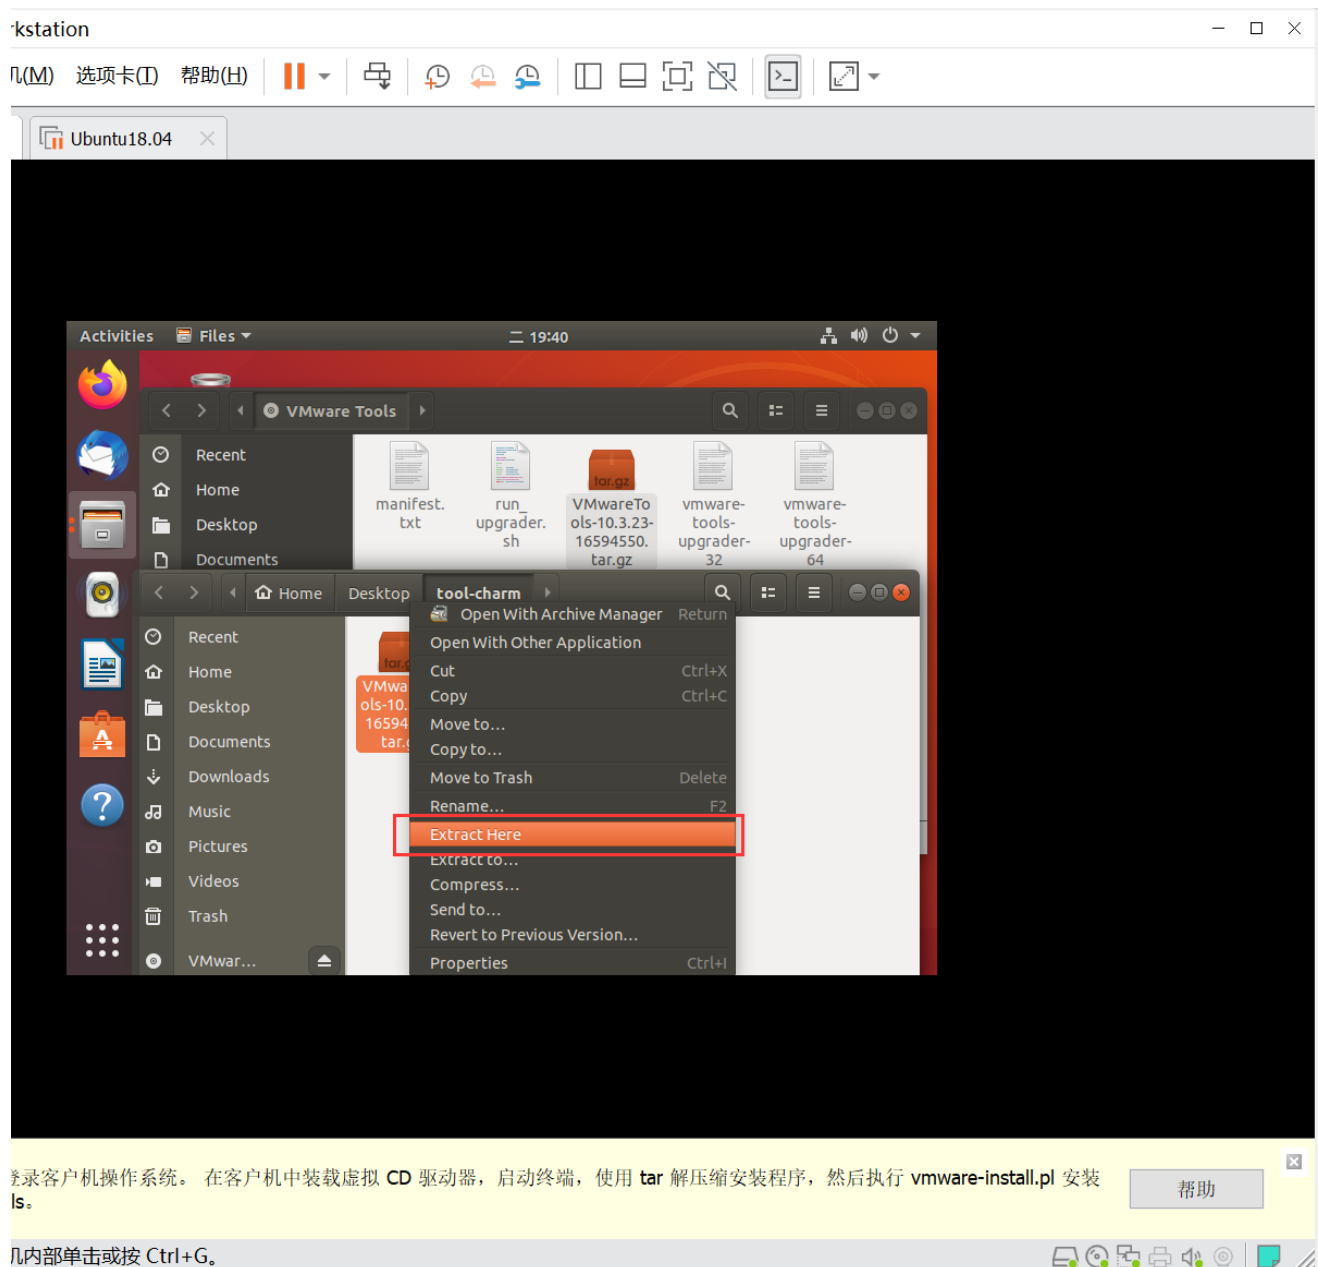 rkstation
机(M) 选项卡(T) 帮助(H)
Ubuntu18.04
Activities Files 二 19:40
VMware Tools
Recent
Home
Desktop
Documents
manifest.
txt
run_
upgrader.
sh
tar.gz
VMwareTo
ols-10.3.23-
16594550.
tar.gz
vmware-
tools-
upgrader-
32
vmware-
tools-
upgrader-
64
Home Desktop tool-charm
Recent
Home
Desktop
Documents
Downloads
Music
Pictures
Videos
Trash
VMwar...
tar.g
VMwa
ols-10.
16594
tar.g
Open With Archive Manager Return
Open With Other Application
Cut Ctrl+X
Copy Ctrl+C
Move to...
Copy to...
Move to Trash Delete
Rename... F2
Extract Here
Extract to...
Compress...
Send to...
Revert to Previous Version...
Properties Ctrl+I
登录客户机操作系统。 在客户机中装载虚拟 CD 驱动器，启动终端，使用 tar 解压缩安装程序，然后执行 vmware-install.pl 安装
ls。
帮助
机内部单击或按 Ctrl+G。